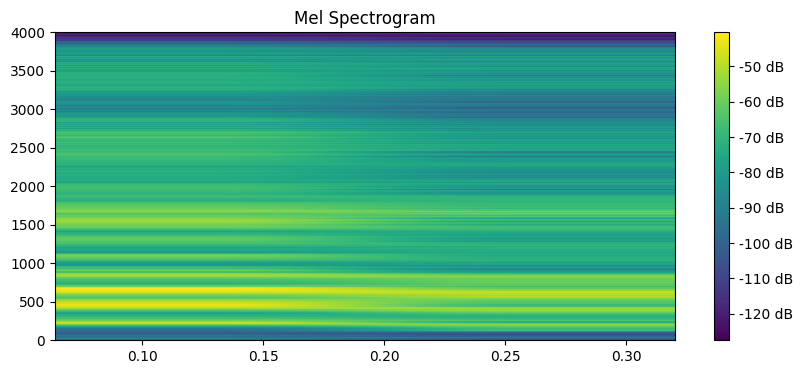 Mel Spectrogram
4000
3500
3000
2500
2000
1500
1000
500
0
0.10 0.15 0.20 0.25 0.30
-50 dB
-60 dB
-70 dB
-80 dB
-90 dB
-100 dB
-110 dB
-120 dB